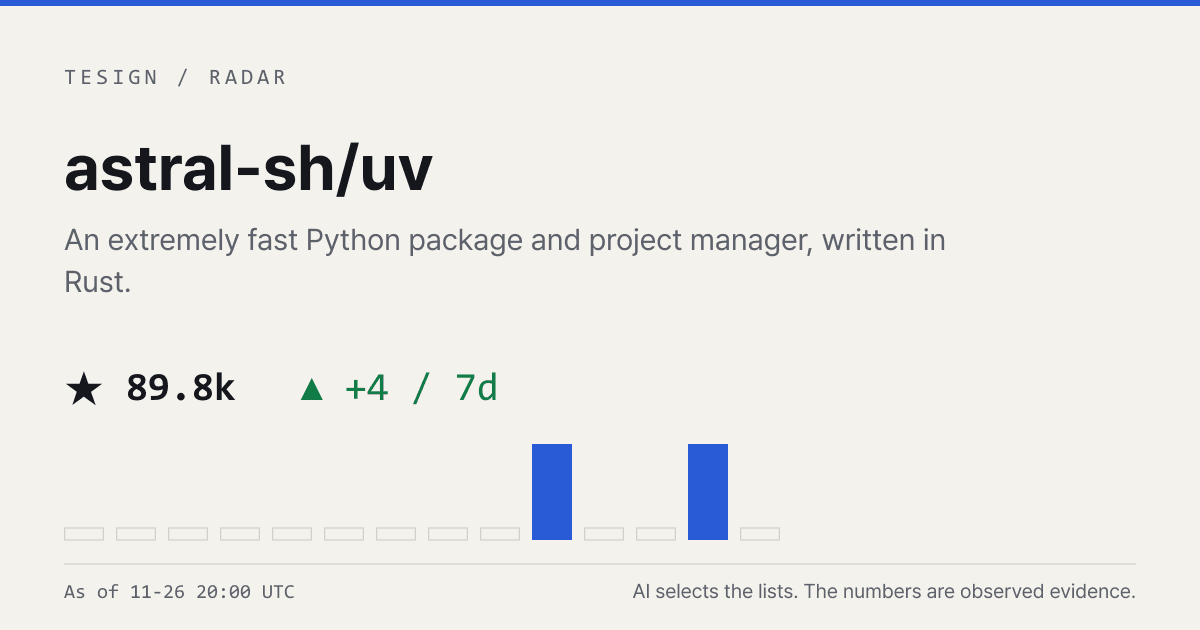 TESIGN / RADAR
astral-sh/uv
An extremely fast Python package and project manager, written in
Rust.
★ 89.8k ▲ +4 / 7d
As of 11-26 20:00 UTC
AI selects the lists. The numbers are observed evidence.